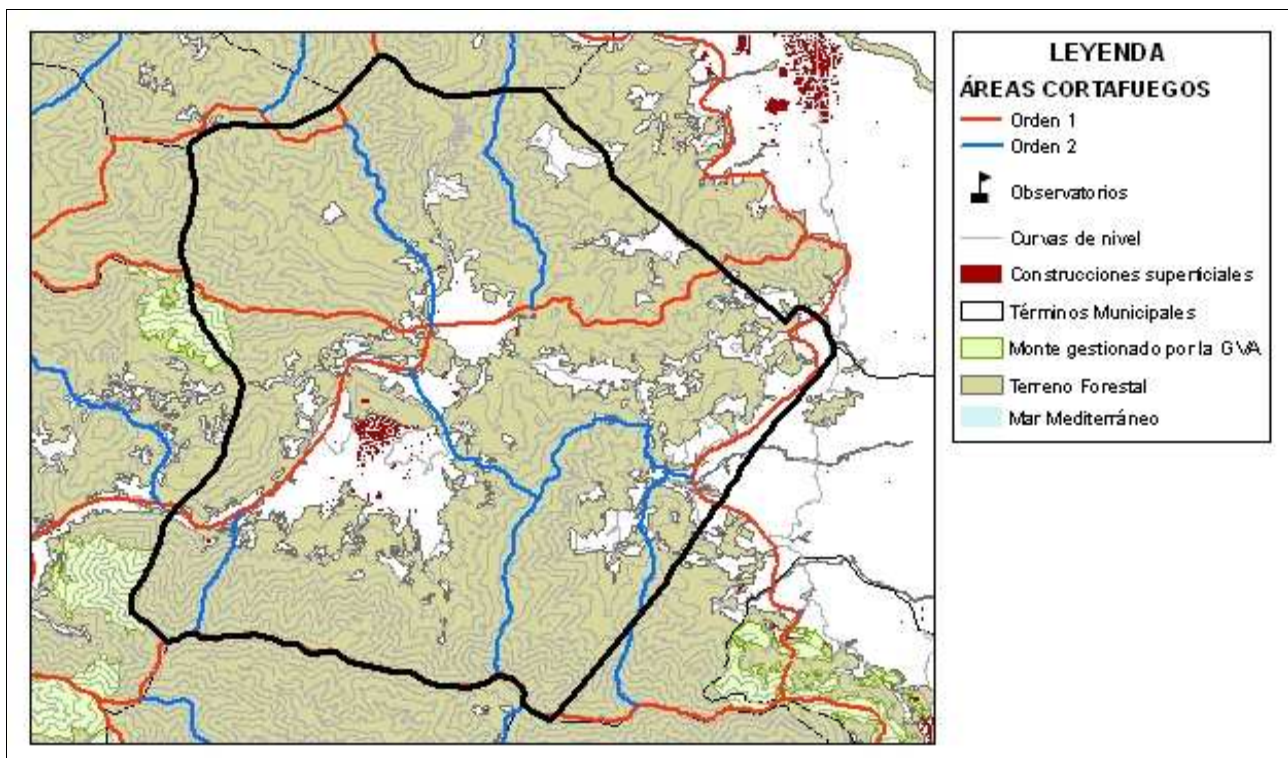 LEYENDA
ÁREAS CORTAFUEGOS
Orden 1
Orden 2
Observatorios
Curvas de nivel
Construcciones superficiales
Términos Municipales
Monte gestionado por la GVA
Terreno Forestal
Mar Mediterráneo